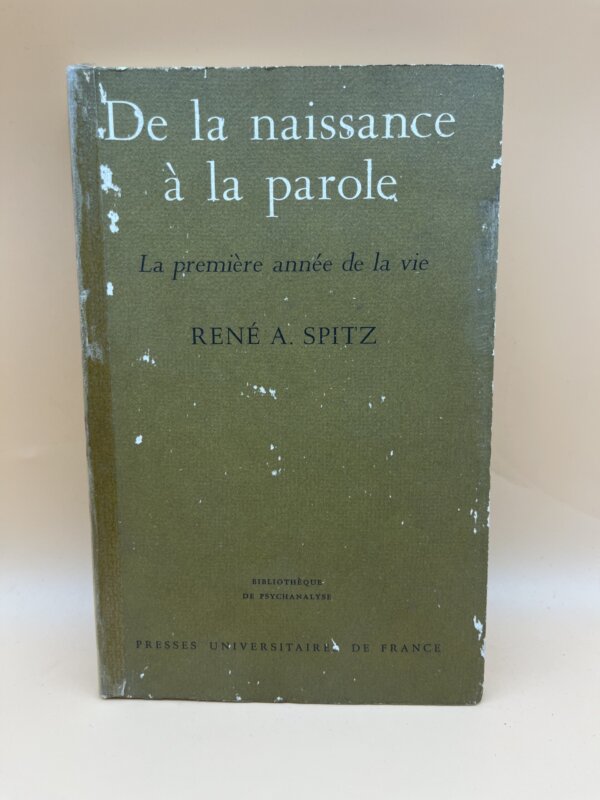 De la naissance
à la parole
La première année de la vie
RENÉ A. SPITZ
BIBLIOTHÈQUE
DE PSYCHANALYSE
PRESSES UNIVERSITAIRES DE FRANCE